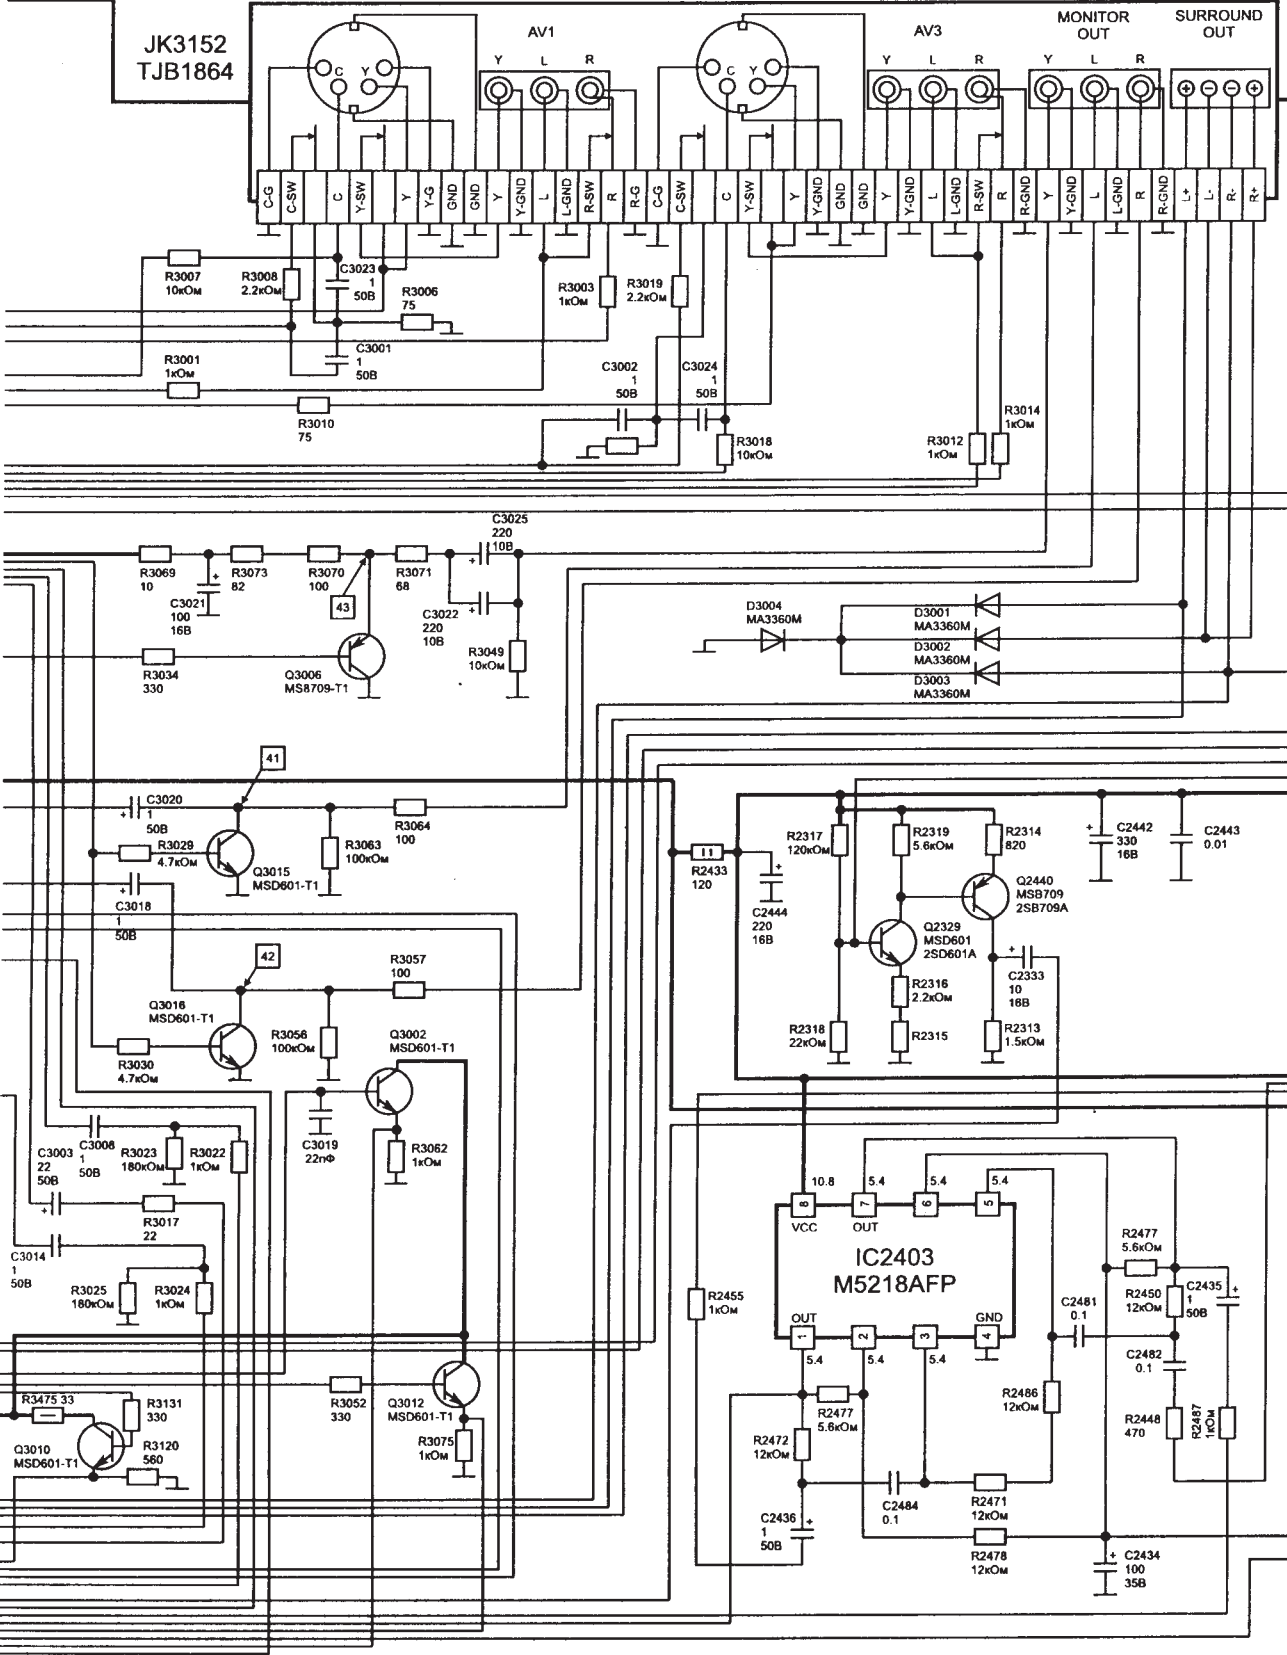 JK3152
TJB1864
AV1
AV3
MONITOR
OUT
SURROUND
OUT
Y L R
Y L R
Y L R
C Y
C Y
C-G
C-SW
C
Y-SW
Y
Y-G
GND
GND
Y
Y-GND
L
L-GND
R-SW
R
R-G
C-G
C-SW
C
Y-SW
Y
Y-GND
GND
GND
Y
Y-GND
L
L-GND
R-SW
R
R-GND
Y
Y-GND
L
L-GND
R
R-GND
L+
L-
R-
R+
R3007
10кОм
R3008
2.2кОм
C3023
1
50В
R3006
75
R3003
1кОм
R3019
2.2кОм
C3001
1
50В
R3001
1кОм
R3010
75
C3002
1
50В
C3024
1
50В
R3018
10кОм
R3012
1кОм
R3014
1кОм
C3025
220
10В
R3069
10
R3073
82
R3070
100
R3071
68
C3021
100
16В
43
C3022
220
10В
R3049
10кОм
R3034
330
Q3006
MS8709-T1
D3004
MA3360M
D3001
MA3360M
D3002
MA3360M
D3003
MA3360M
41
C3020
1
50В
R3029
4.7кОм
Q3015
MSD601-T1
R3063
100кОм
R3064
100
C3018
1
50В
42
R3057
100
Q3016
MSD601-T1
R3056
100кОм
R3030
4.7кОм
Q3002
MSD601-T1
C3019
22пФ
R3062
1кОм
R2433
120
C2444
220
16В
R2317
120кОм
R2319
5.6кОм
R2314
820
C2442
330
16В
C2443
0.01
Q2440
MSB709
2SB709A
Q2329
MSD601
2SD601A
C2333
10
16В
R2316
2.2кОм
R2318
22кОм
R2315
R2313
1.5кОм
C3003
22
50В
C3008
1
50В
R3023
180кОм
R3022
1кОм
R3017
22
C3014
1
50В
R3025
180кОм
R3024
1кОм
R3475 33
R3131
330
Q3010
MSD601-T1
R3120
560
R3052
330
Q3012
MSD601-T1
R3075
1кОм
10.8
5.4
5.4
5.4
8
7
6
5
VCC
OUT
IC2403
M5218AFP
OUT
GND
1
2
3
4
5.4
5.4
5.4
R2455
1кОм
R2477
5.6кОм
R2450
12кОм
C2435
1
50В
C2481
0.1
C2482
0.1
R2486
12кОм
R2448
470
R2487
1кОм
R2477
5.6кОм
R2472
12кОм
C2484
0.1
R2471
12кОм
C2436
1
50В
R2478
12кОм
C2434
100
35В